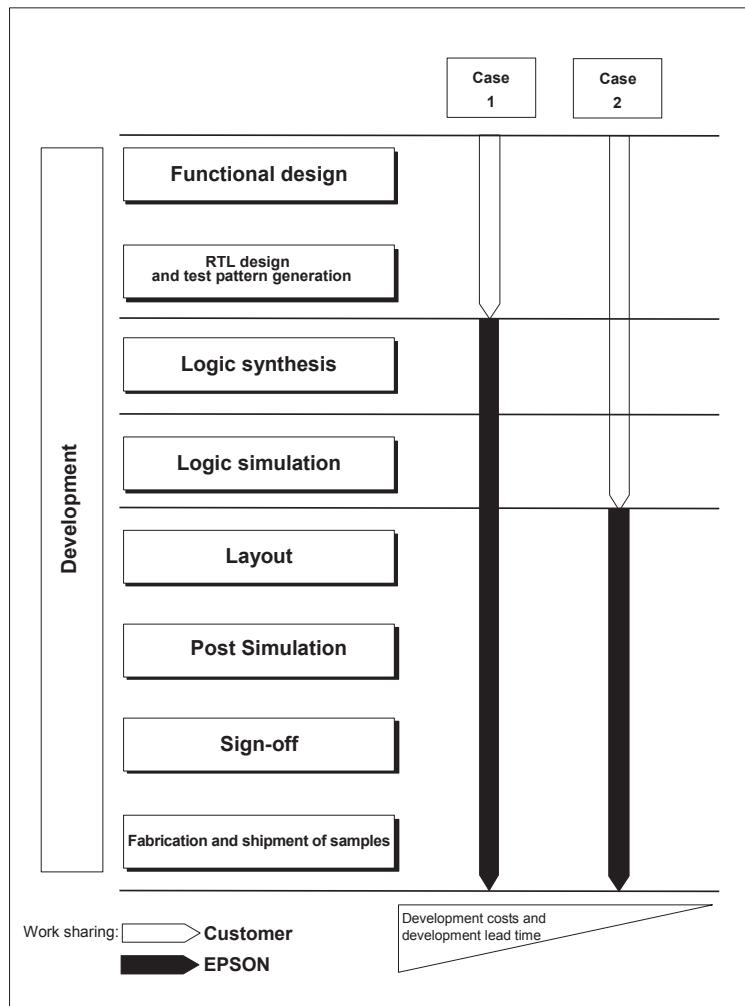 Case
1
Case
2
Development
Functional design
RTL design
and test pattern generation
Logic synthesis
Logic simulation
Layout
Post Simulation
Sign-off
Fabrication and shipment of samples
Work sharing:
Customer
EPSON
Development costs and
development lead time